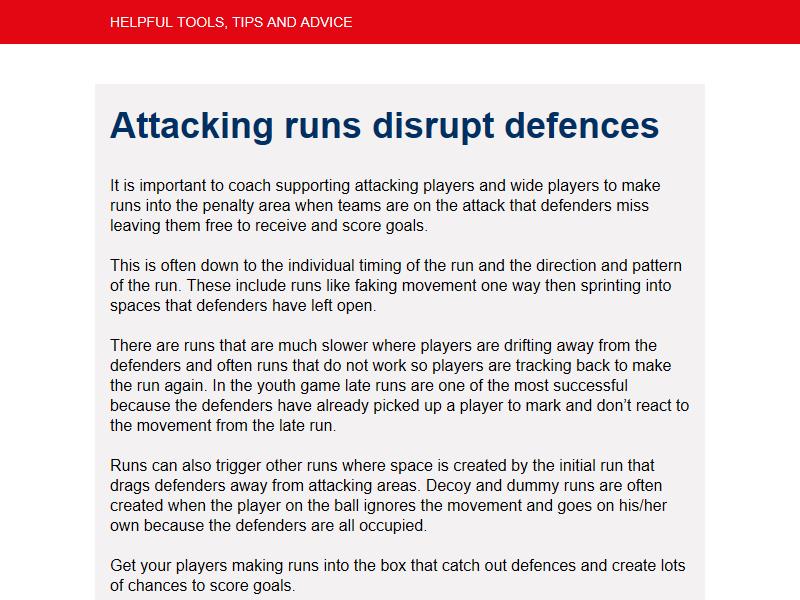 HELPFUL TOOLS, TIPS AND ADVICE
Attacking runs disrupt defences
It is important to coach supporting attacking players and wide players to make
runs into the penalty area when teams are on the attack that defenders miss
leaving them free to receive and score goals.
This is often down to the individual timing of the run and the direction and pattern
of the run. These include runs like faking movement one way then sprinting into
spaces that defenders have left open.
There are runs that are much slower where players are drifting away from the
defenders and often runs that do not work so players are tracking back to make
the run again. In the youth game late runs are one of the most successful
because the defenders have already picked up a player to mark and don’t react to
the movement from the late run.
Runs can also trigger other runs where space is created by the initial run that
drags defenders away from attacking areas. Decoy and dummy runs are often
created when the player on the ball ignores the movement and goes on his/her
own because the defenders are all occupied.
Get your players making runs into the box that catch out defences and create lots
of chances to score goals.